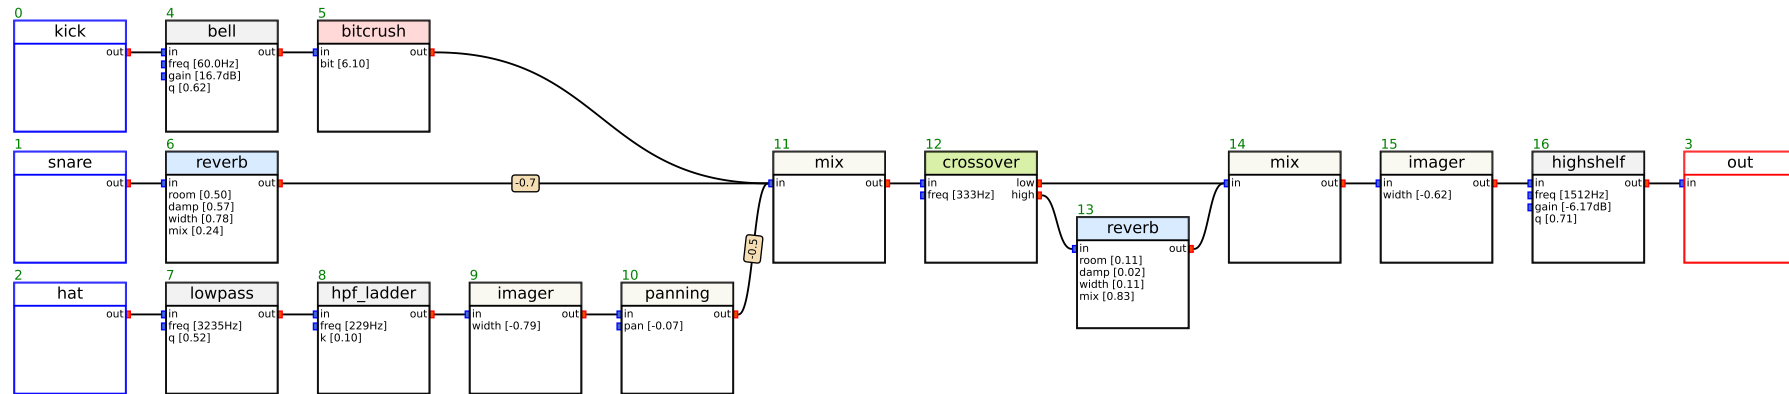 0
kick
out
4
bell
in out
freq [60.0Hz]
gain [16.7dB]
q [0.62]
5
bitcrush
in out
bit [6.10]
1
snare
out
6
reverb
in out
room [0.50]
damp [0.57]
width [0.78]
mix [0.24]
-0.7
2
hat
out
7
lowpass
in out
freq [3235Hz]
q [0.52]
8
hpf_ladder
in out
freq [229Hz]
k [0.10]
9
imager
in out
width [-0.79]
10
panning
in out
pan [-0.07]
-0.5
11
mix
in out
12
crossover
in low
freq [333Hz] high
13
reverb
in out
room [0.11]
damp [0.02]
width [0.11]
mix [0.83]
14
mix
in out
15
imager
in out
width [-0.62]
16
highshelf
in out
freq [1512Hz]
gain [-6.17dB]
q [0.71]
3
out
in